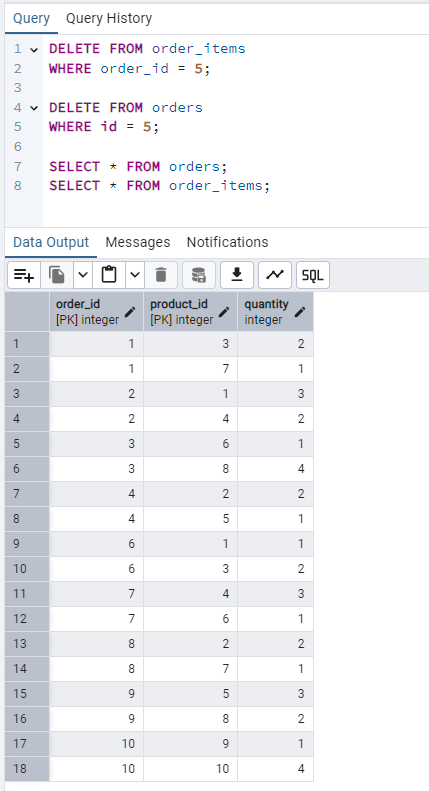 Query Query History
1 DELETE FROM order_items
2 WHERE order_id = 5;
3
4 DELETE FROM orders
5 WHERE id = 5;
6
7 SELECT * FROM orders;
8 SELECT * FROM order_items;
Data Output Messages Notifications
SQL
order_id product_id quantity
[PK] integer [PK] integer integer
1 1 3 2
2 1 7 1
3 2 1 3
4 2 4 2
5 3 6 1
6 3 8 4
7 4 2 2
8 4 5 1
9 6 1 1
10 6 3 2
11 7 4 3
12 7 6 1
13 8 2 2
14 8 7 1
15 9 5 3
16 9 8 2
17 10 9 1
18 10 10 4